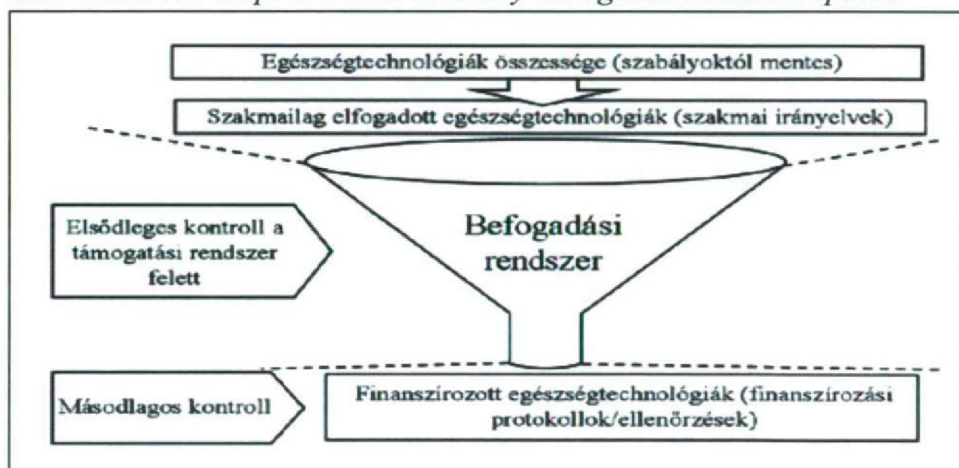 Egészségtechnológiák összessége (szabályoktól mentes)
Szakmailag elfogadott egészségtechnológiák (szakmai irányelvek)
Elsődleges kontroll a
támogatási rendszer
felett
Befogadási
rendszer
Másodlagos kontroll
Finanszírozott egészségtechnológiák (finanszírozási
protokollok/ellenőrzések)